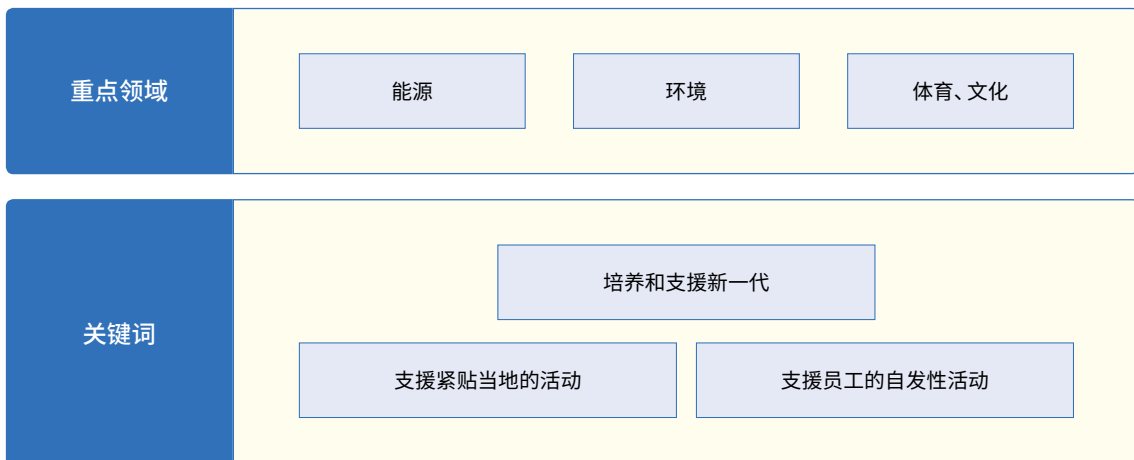 重点领域
能源
环境
体育、文化
关键词
培养和支援新一代
支援紧贴当地的活动
支援员工的自发性活动